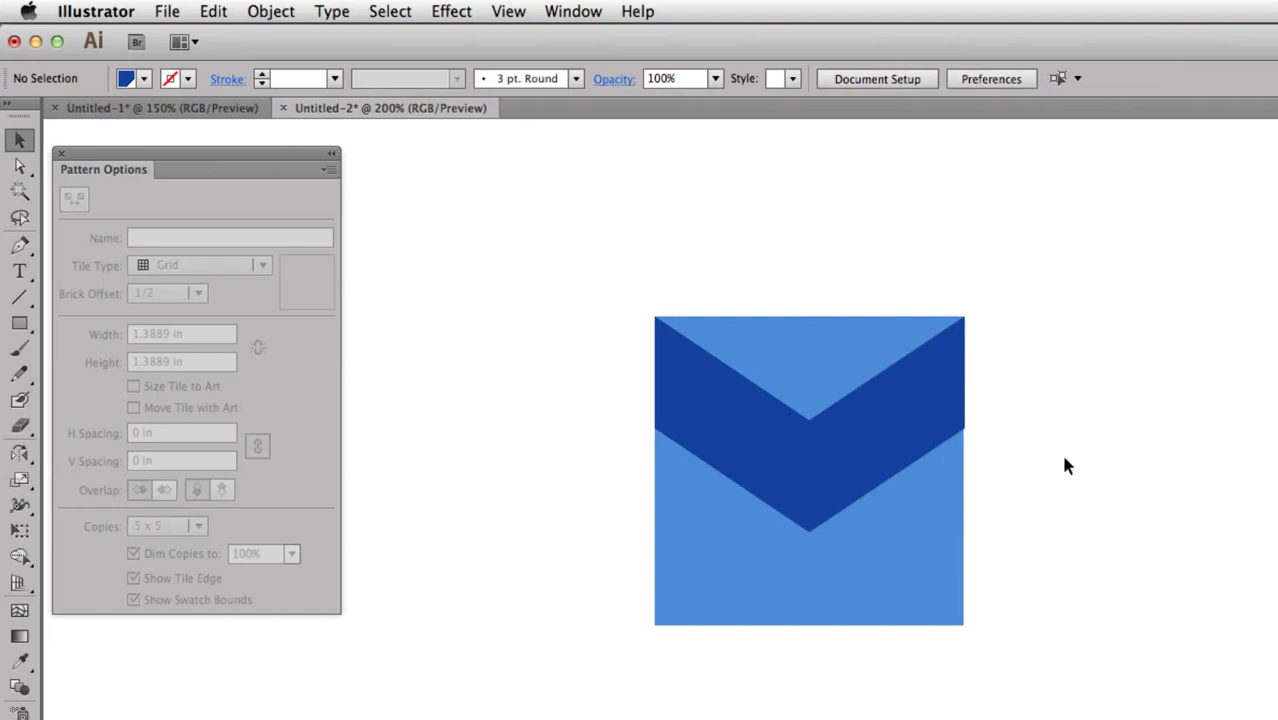 Illustrator File Edit Object Type Select Effect View Window Help
Ai Br
No Selection Stroke: 3 pt. Round Opacity: 100% Style: Document Setup Preferences
Untitled-1* @ 150% (RGB/Preview) Untitled-2* @ 200% (RGB/Preview)
Pattern Options
Name:
Tile Type: Grid
Brick Offset: 1/2
Width: 1.3889 in
Height: 1.3889 in
Size Tile to Art
Move Tile with Art
H Spacing: 0 in
V Spacing: 0 in
Overlap:
Copies: 5 x 5
Dim Copies to: 100%
Show Tile Edge
Show Swatch Bounds
T